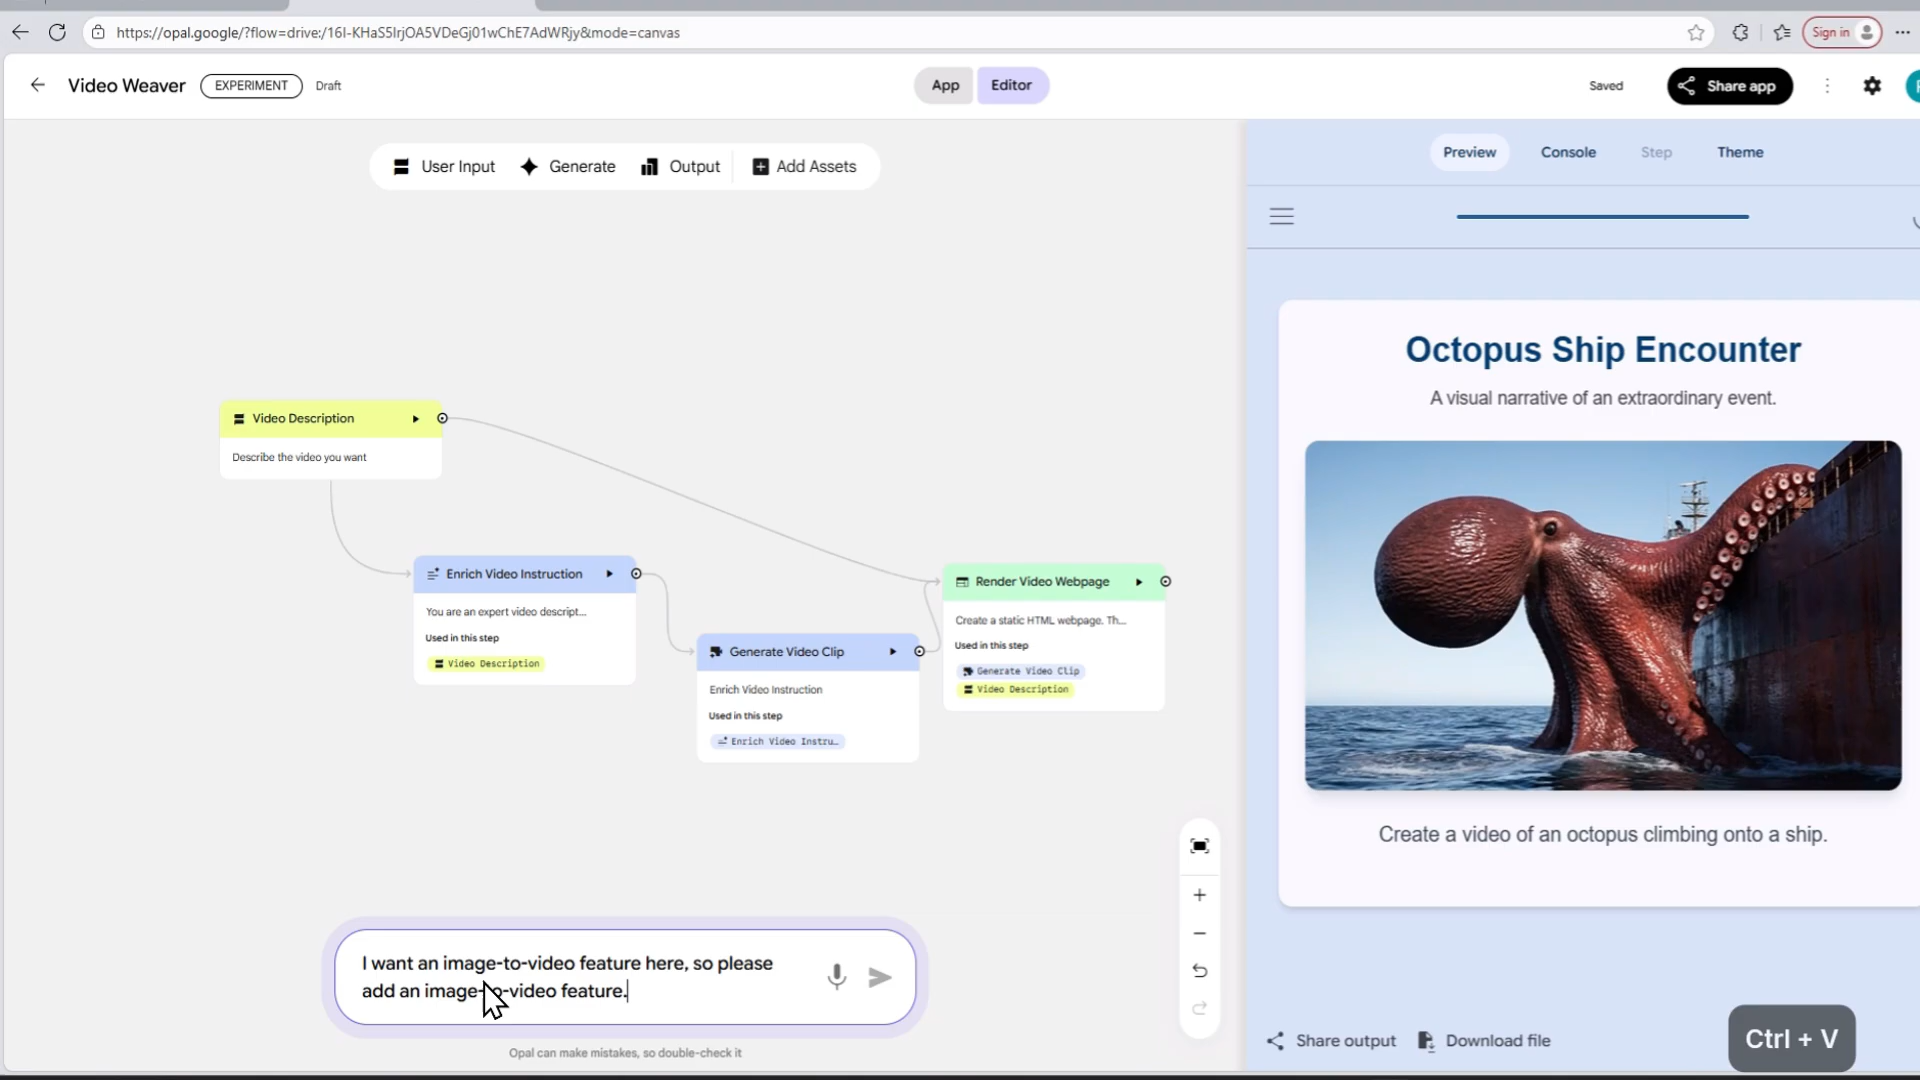 https://opal.google/?flow=drive:/16I-KHaS5IrjOA5VDeGj01wChE7AdWRjy&mode=canvas
Sign in
Video Weaver
EXPERIMENT
Draft
App
Editor
Saved
Share app
User Input
Generate
Output
Add Assets
Preview
Console
Step
Theme
Video Description
Describe the video you want
Enrich Video Instruction
You are an expert video descript...
Used in this step
Video Description
Generate Video Clip
Enrich Video Instruction
Used in this step
Enrich Video Instru…
Render Video Webpage
Create a static HTML webpage. Th...
Used in this step
Generate Video Clip
Video Description
Octopus Ship Encounter
A visual narrative of an extraordinary event.
Create a video of an octopus climbing onto a ship.
I want an image-to-video feature here, so please
add an image-to-video feature.
Opal can make mistakes, so double-check it
Share output
Download file
Ctrl + V